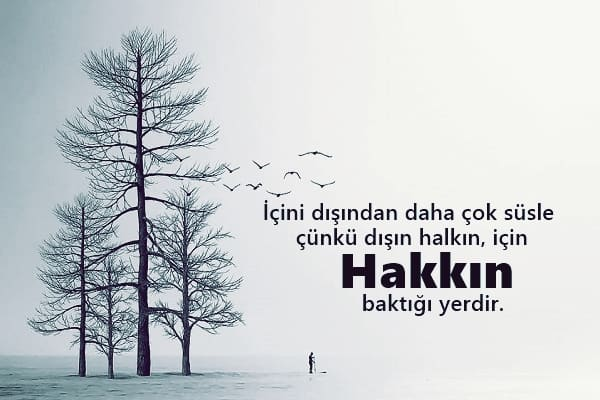 İçini dışından daha çok süsle
çünkü dışın halkın, için
Hakkın
baktığı yerdir.